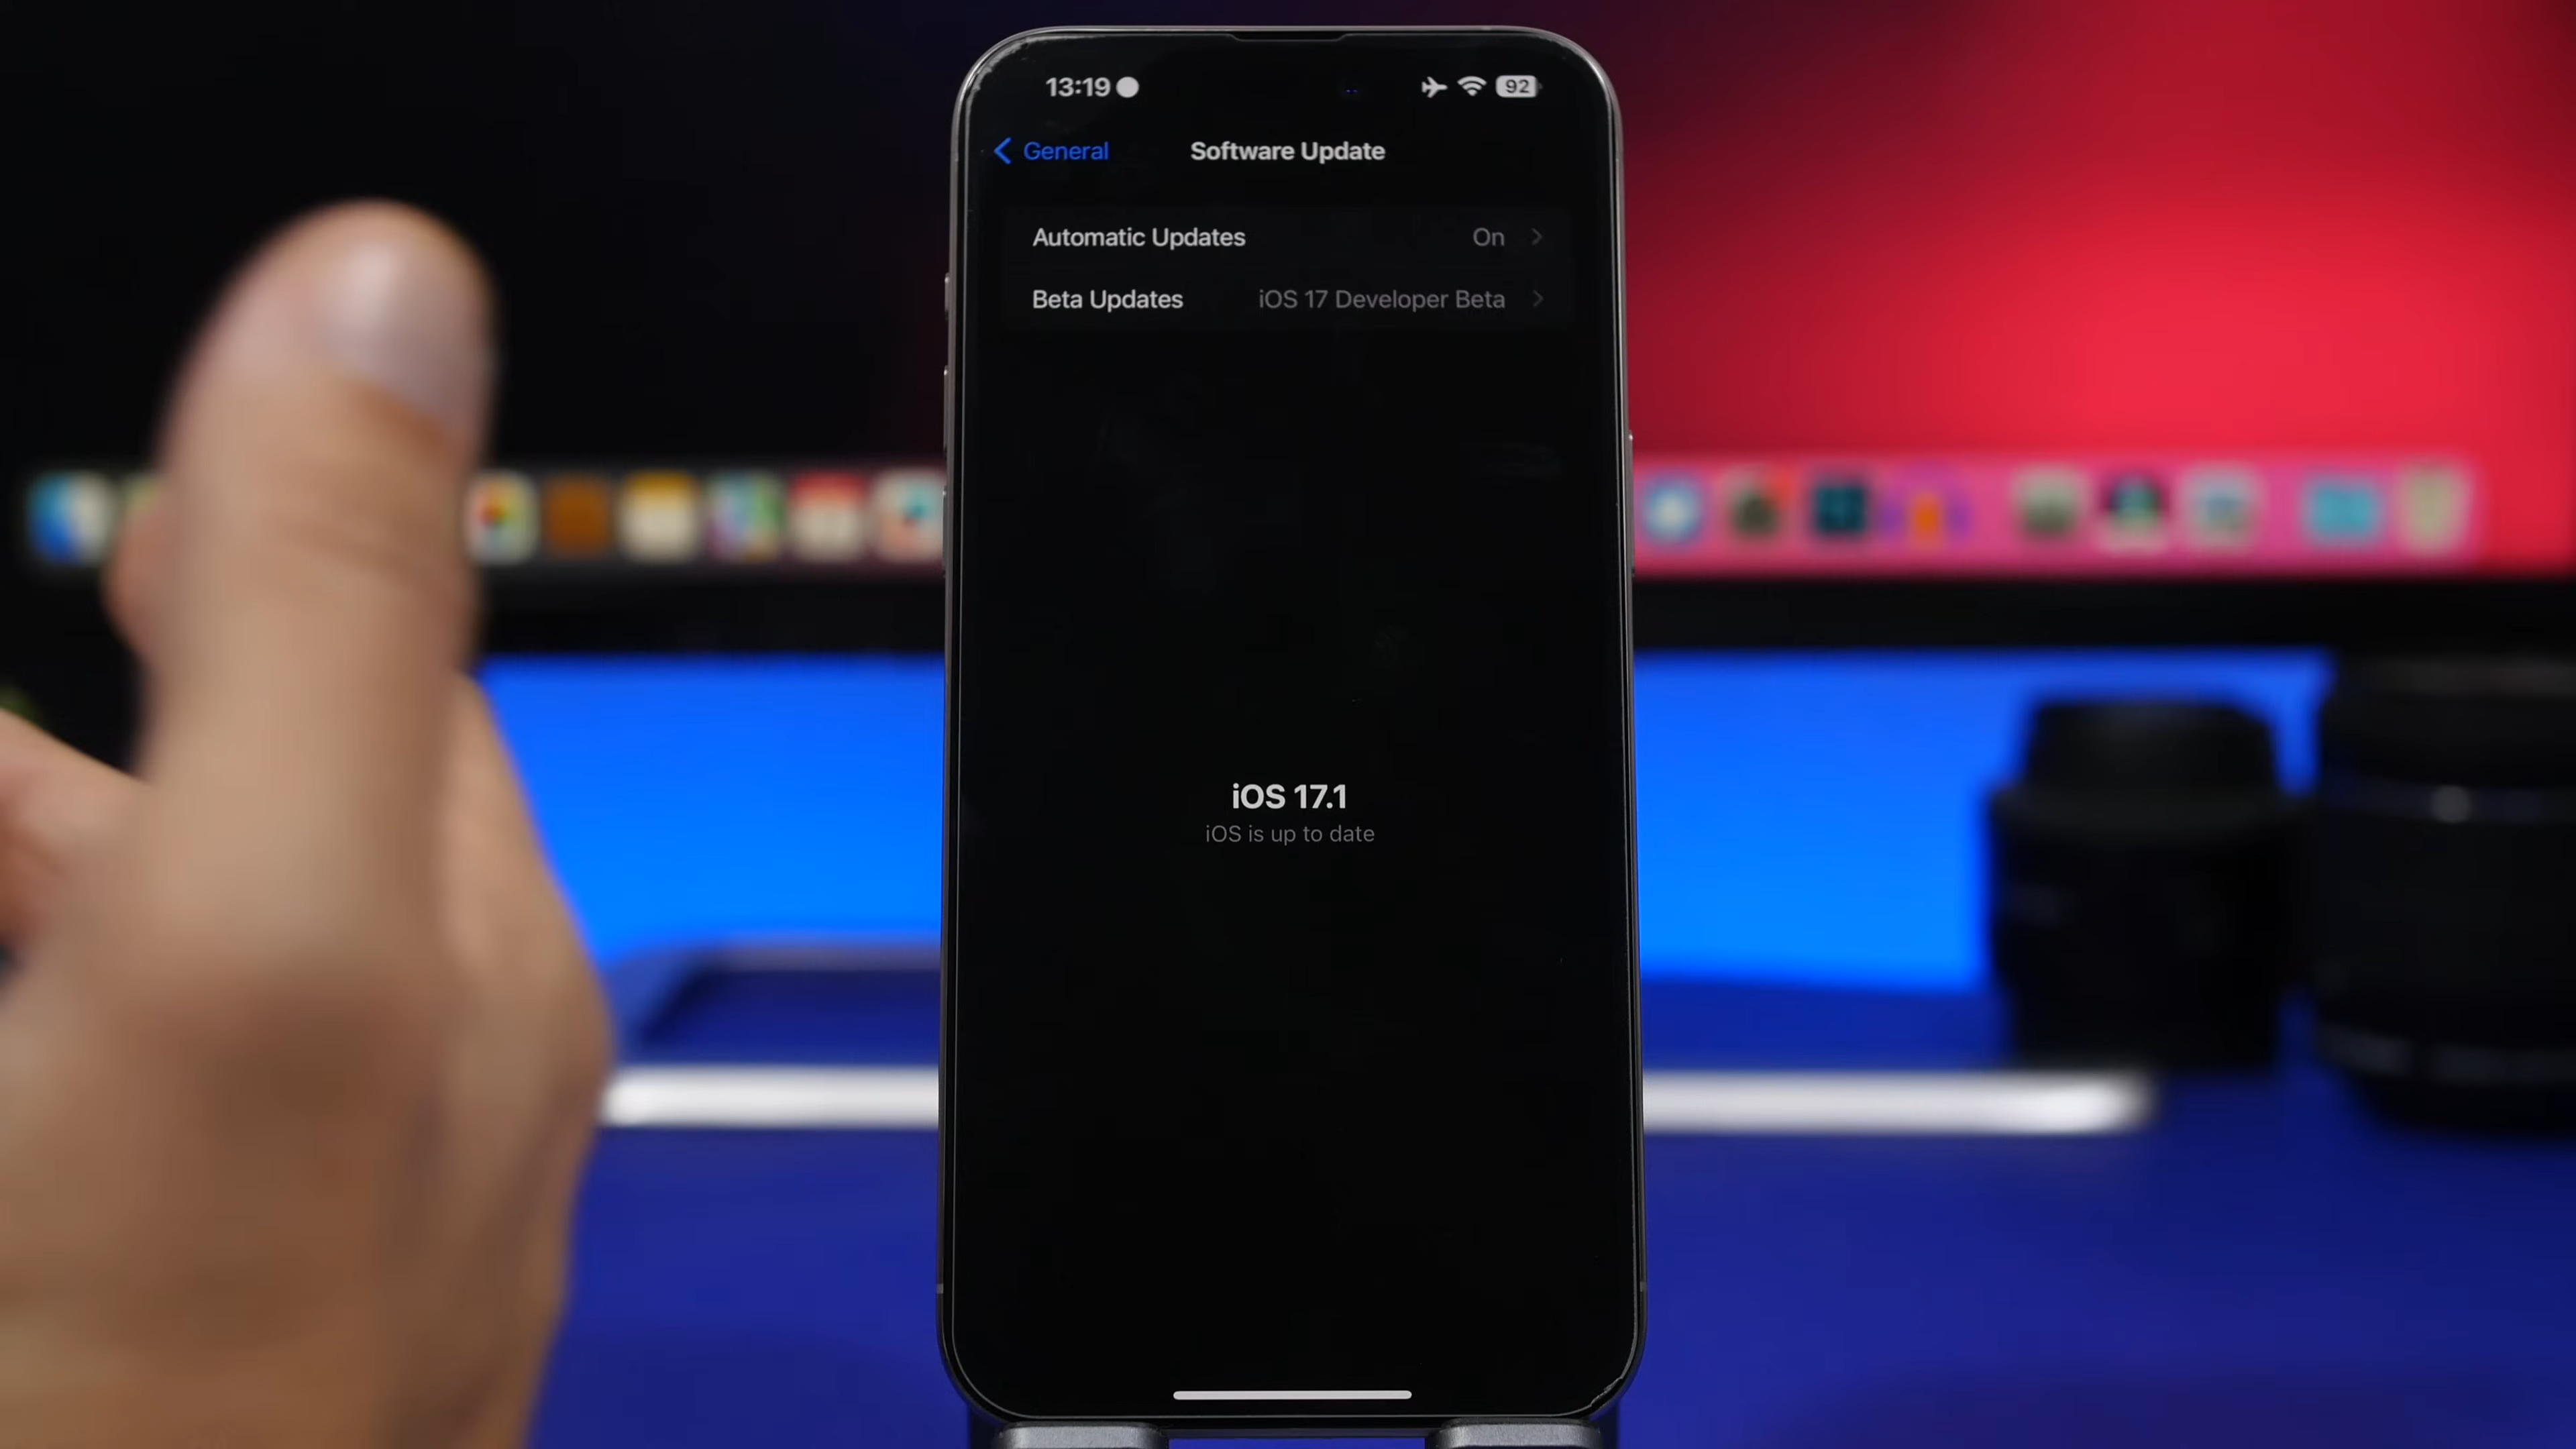 13:19
92
General
Software Update
Automatic Updates On
Beta Updates iOS 17 Developer Beta
iOS 17.1
iOS is up to date